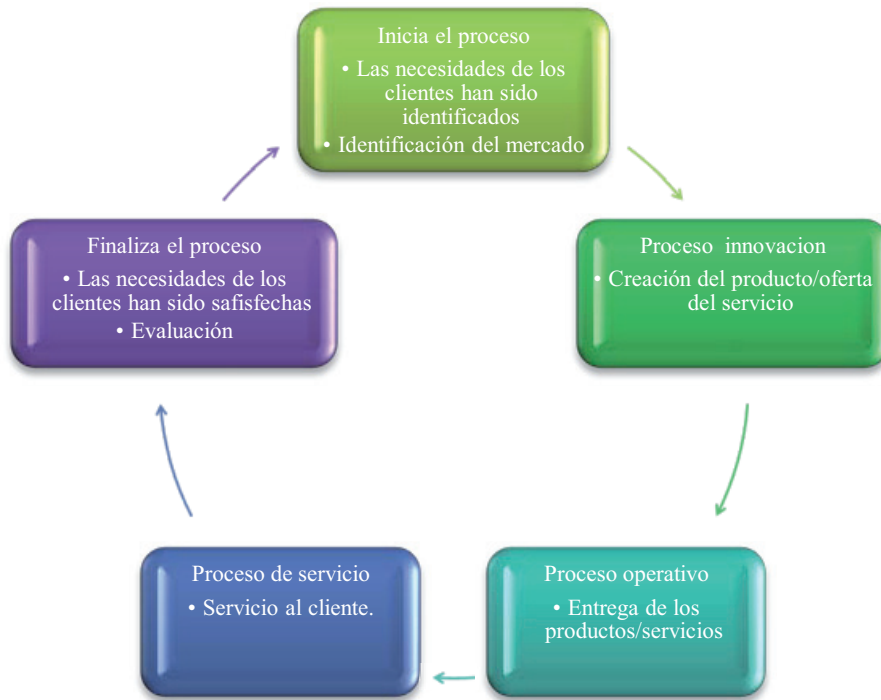 Inicia el proceso
• Las necesidades de los
clientes han sido
identificados
• Identificación del mercado
Proceso innovacion
• Creación del producto/oferta
del servicio
Proceso operativo
• Entrega de los
productos/servicios
Proceso de servicio
• Servicio al cliente.
Finaliza el proceso
• Las necesidades de los
clientes han sido safisfechas
• Evaluación